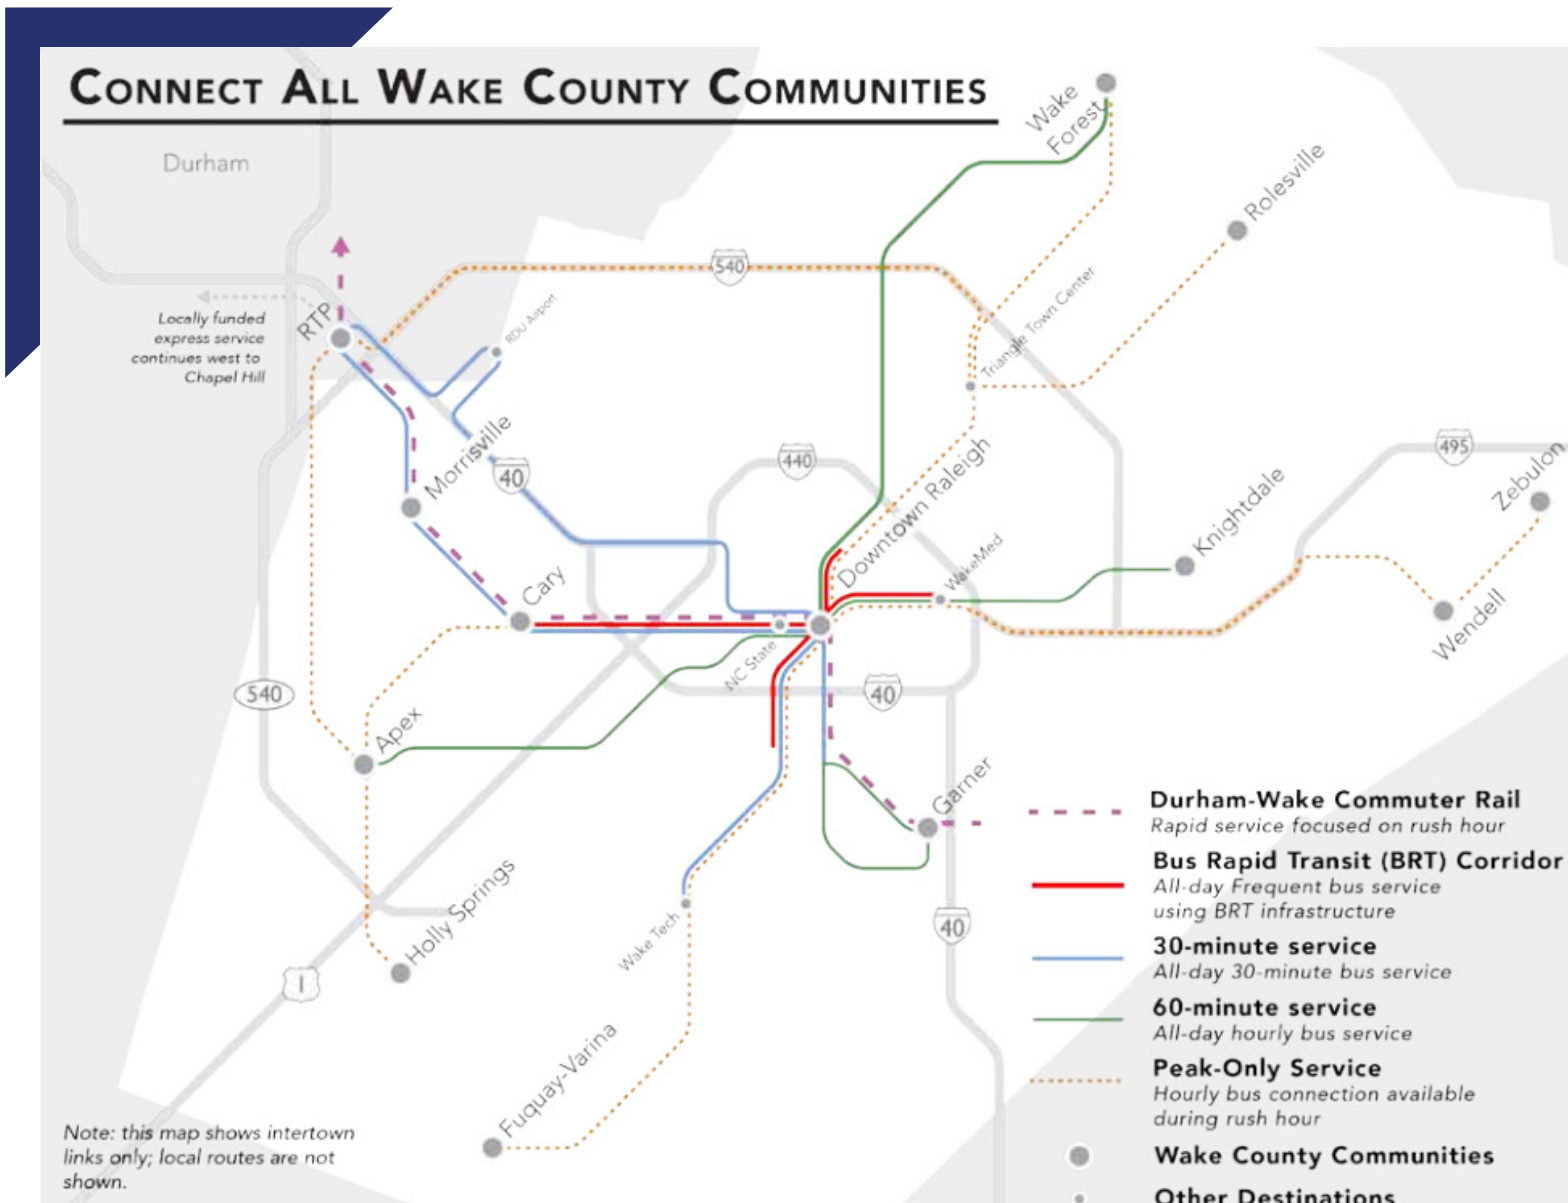 CONNECT ALL WAKE COUNTY COMMUNITIES
Durham
Wake
Forest
Rolesville
540
RDU Airport
Triangle Town Center
RTP
Locally funded
express service
continues west to
Chapel Hill
Morrisville
40
440
Downtown Raleigh
495
Zebulon
Knightdale
WakeMed
Cary
Wendell
NC State
540
40
Apex
Garner
Holly Springs
40
Wake Tech
1
Fuquay-Varina
Durham-Wake Commuter Rail
Rapid service focused on rush hour
Bus Rapid Transit (BRT) Corridor
All-day Frequent bus service
using BRT infrastructure
30-minute service
All-day 30-minute bus service
60-minute service
All-day hourly bus service
Peak-Only Service
Hourly bus connection available
during rush hour
Wake County Communities
Other Destinations
Note: this map shows intertown
links only; local routes are not
shown.